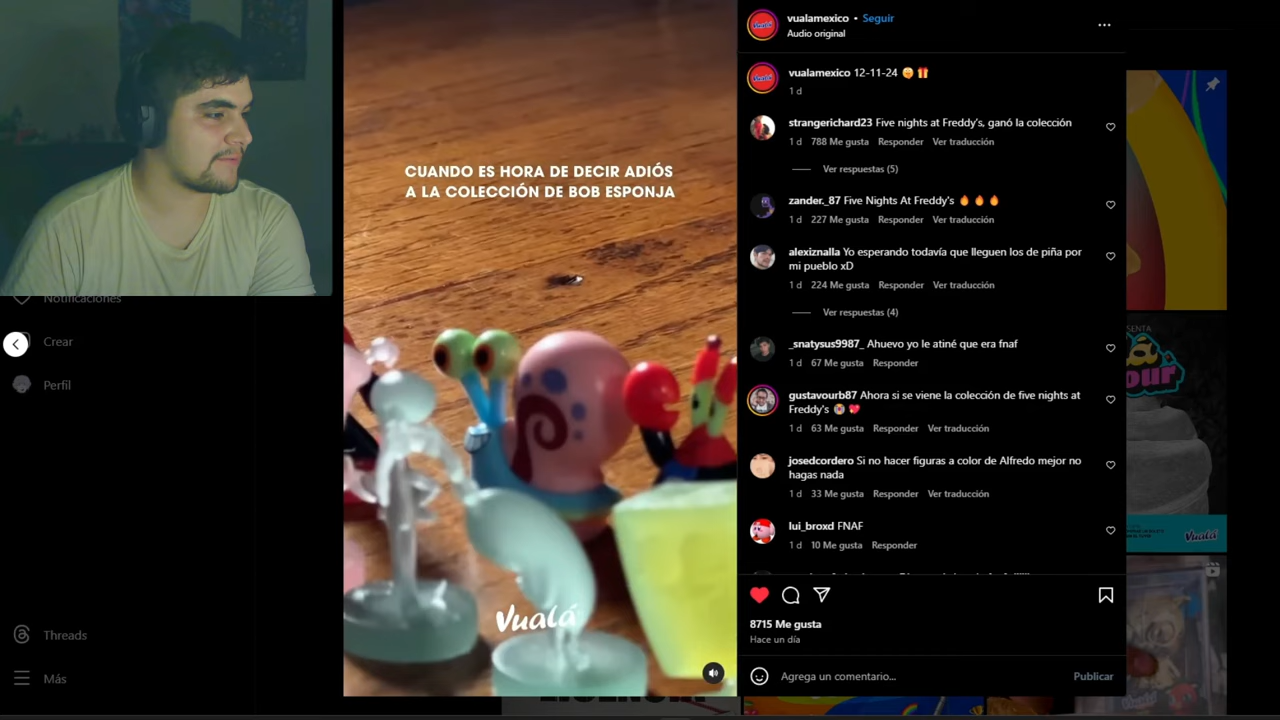 vualamexico • Seguir
Audio original
vualamexico 12-11-24
1 d
strangerichard23 Five nights at Freddy's, ganó la colección
1 d 788 Me gusta Responder Ver traducción
Ver respuestas (5)
zander._87 Five Nights At Freddy's
1 d 227 Me gusta Responder Ver traducción
alexiznalla Yo esperando todavía que lleguen los de piña por
mi pueblo xD
1 d 224 Me gusta Responder Ver traducción
Ver respuestas (4)
_snatysus9987_ Ahuevo yo le atiné que era fnaf
1 d 67 Me gusta Responder
gustavourb87 Ahora si se viene la colección de five nights at
Freddy's
1 d 63 Me gusta Responder Ver traducción
josedcordero Si no hacer figuras a color de Alfredo mejor no
hagas nada
1 d 33 Me gusta Responder Ver traducción
lui_broxd FNAF
1 d 10 Me gusta Responder
8715 Me gusta
Hace un día
Agrega un comentario...
Publicar
CUANDO ES HORA DE DECIR ADIÓS
A LA COLECCIÓN DE BOB ESPONJA
Vualá
Notificaciones
Crear
Perfil
Threads
Más
Vualá